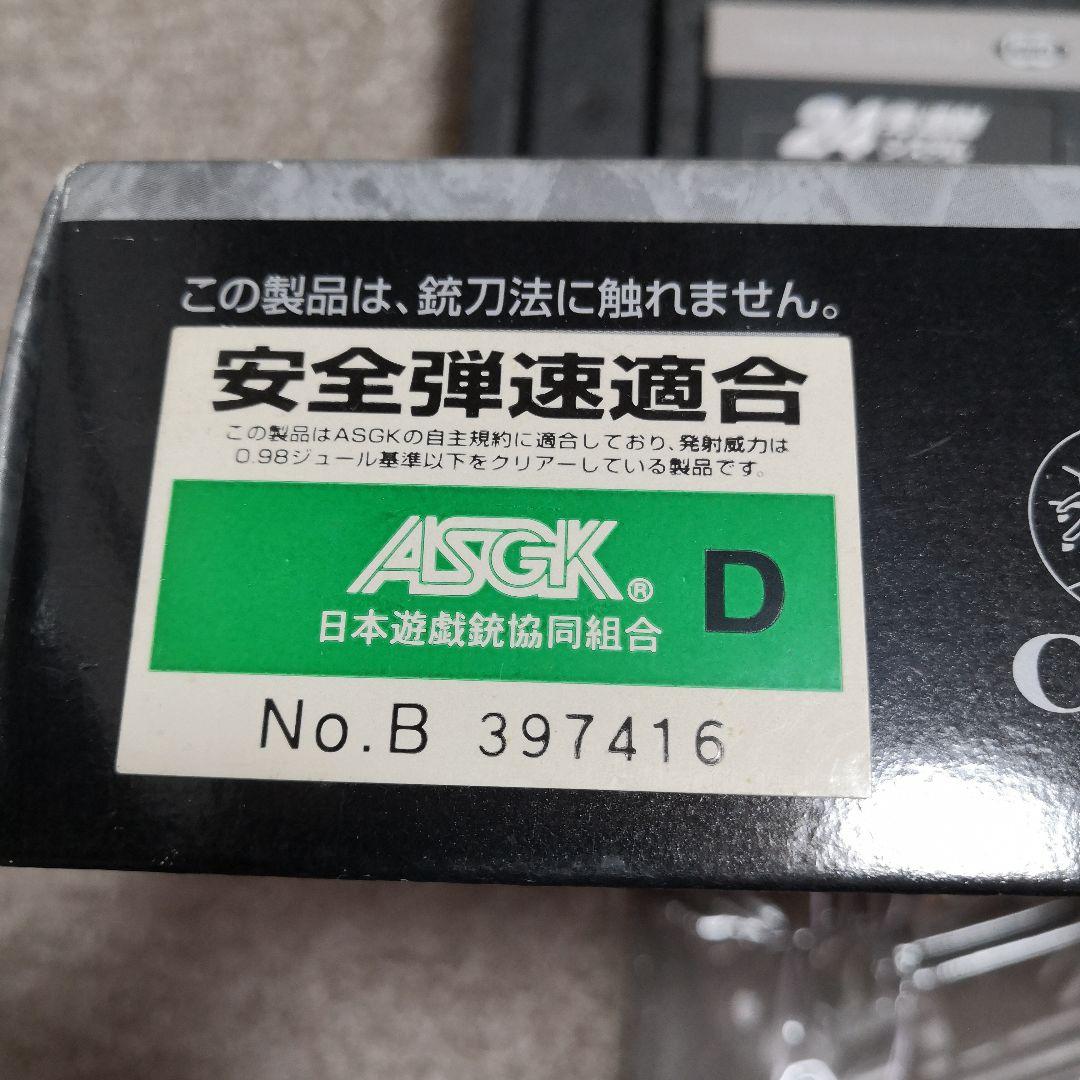 24
この製品は、銃刀法に触れません。
安全弾速適合
この製品はASGKの自主規約に適合しており、発射威力は
0.98ジュール基準以下をクリアーしている製品です。
ASGK®
D
日本遊戯銃協同組合
No.B 397416